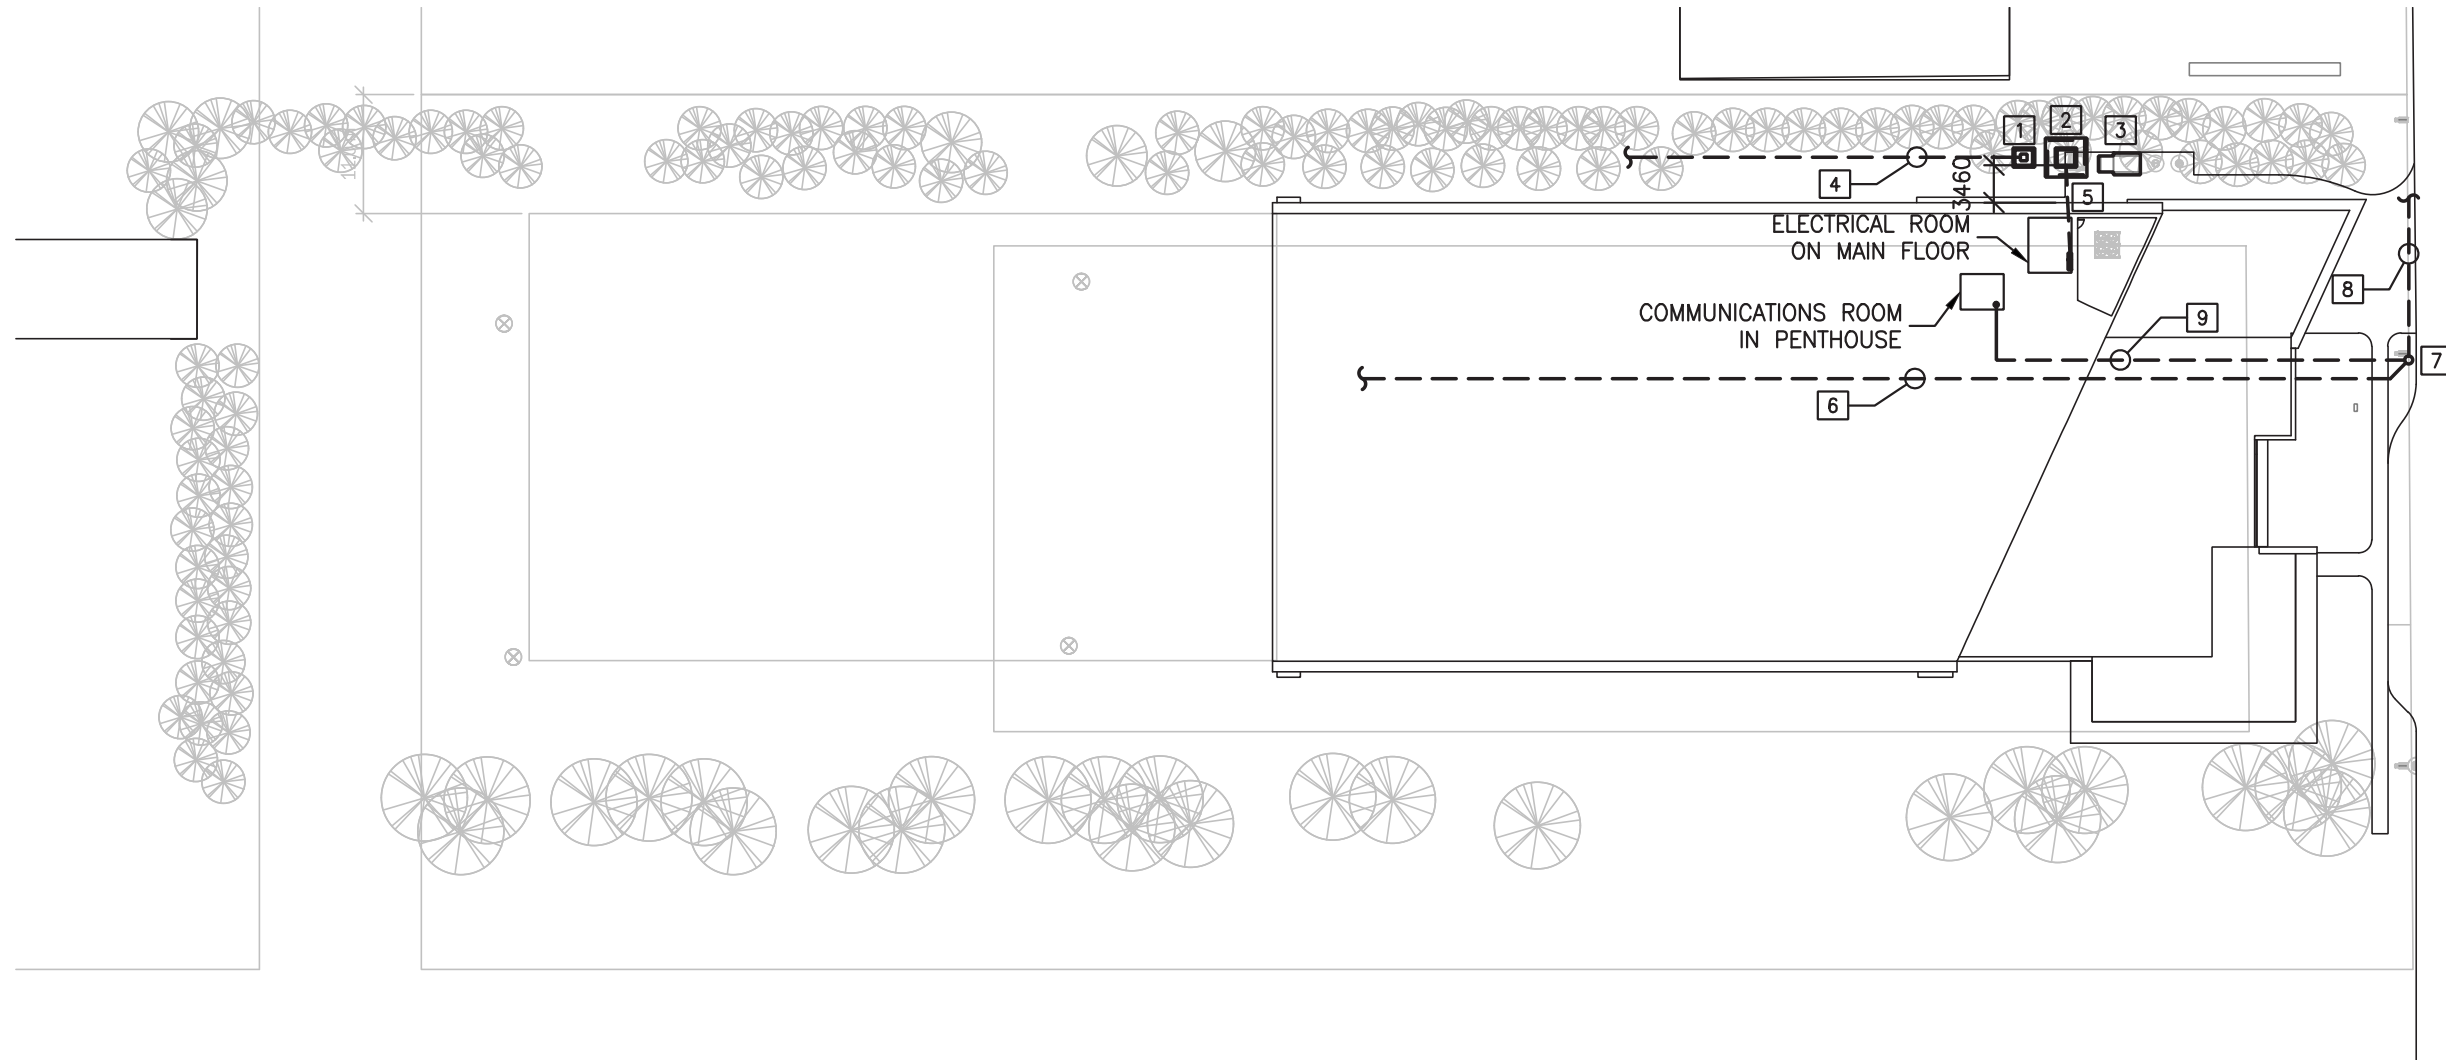 1
2
3
4
3460
5
ELECTRICAL ROOM
ON MAIN FLOOR
8
COMMUNICATIONS ROOM
IN PENTHOUSE
9
7
6